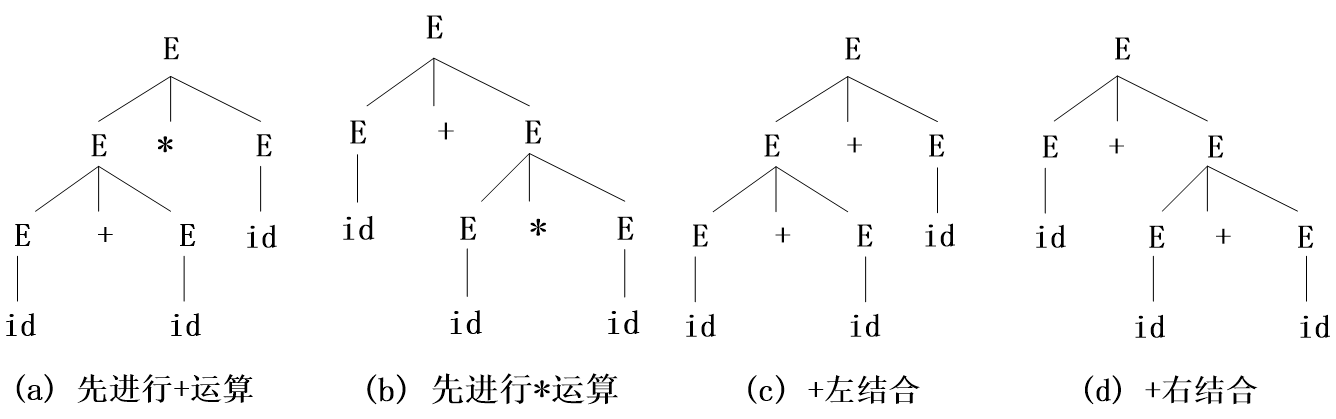 E
E
E
E
E * E
E + E
E + E
E + E
E + E id
id E * E
E + E id
id E + E
id id
id id
id id
id id
(a) 先进行+运算
(b) 先进行*运算
(c) +左结合
(d) +右结合